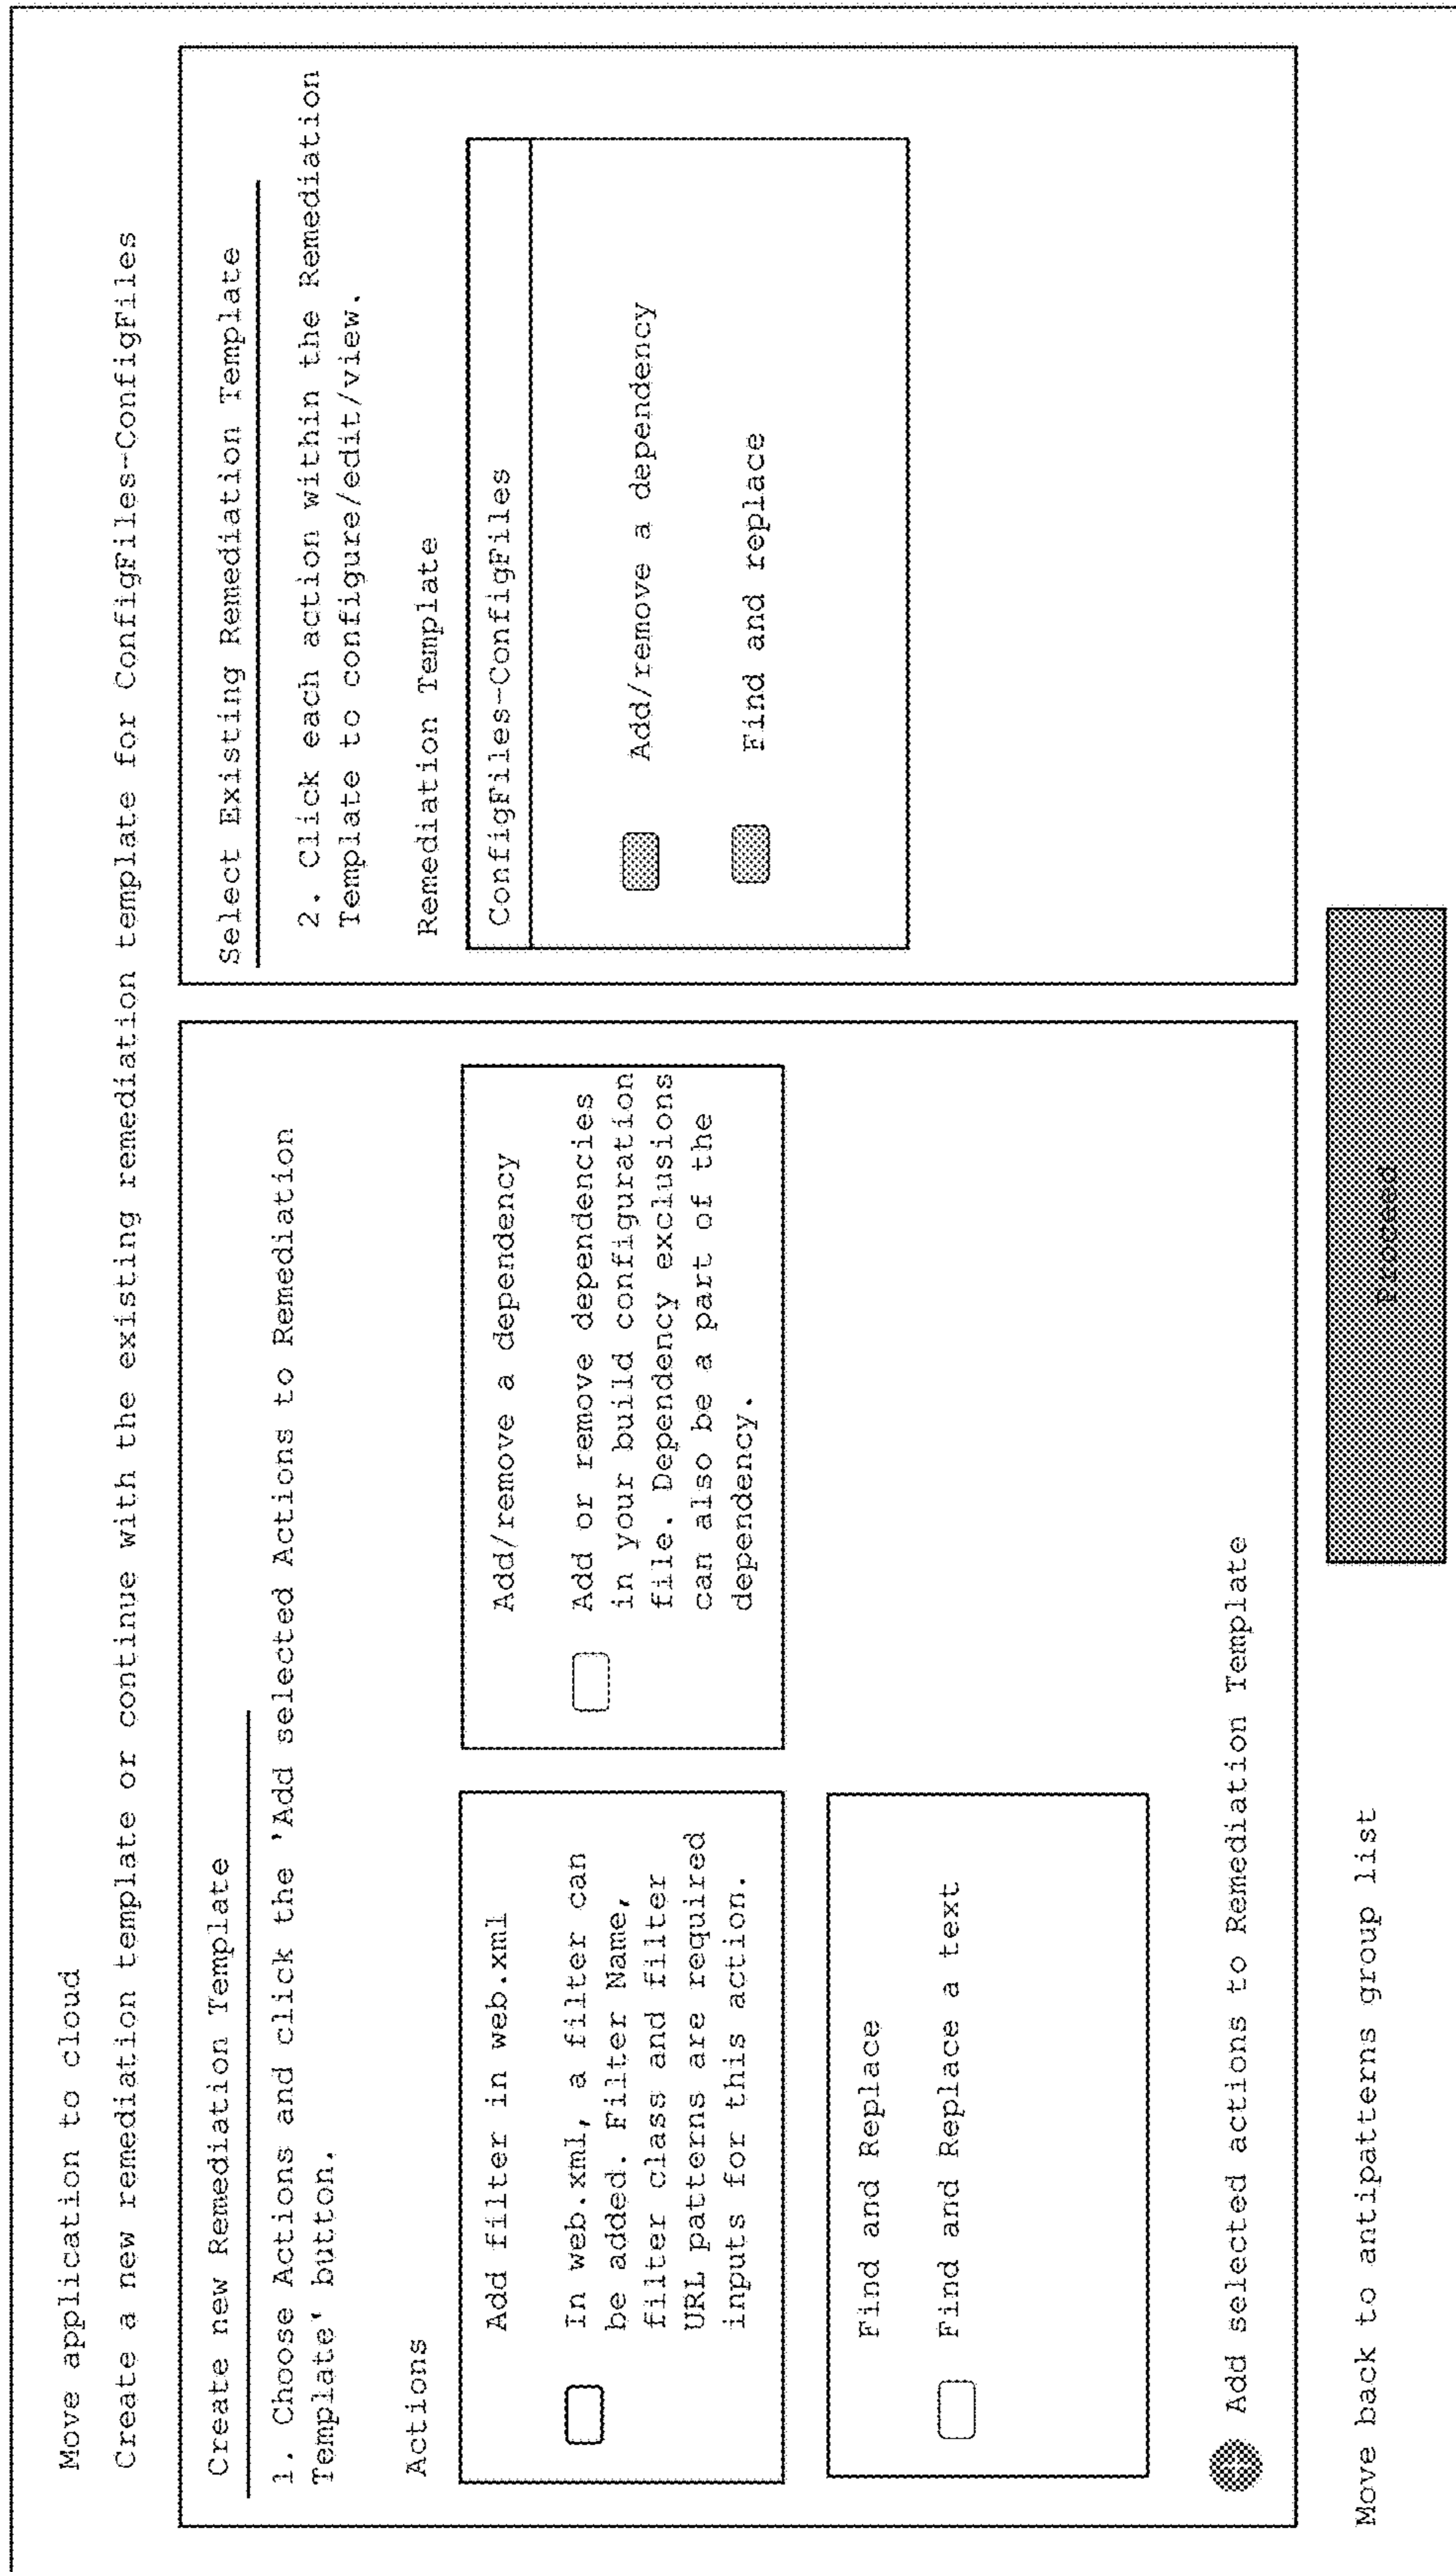 Move application to cloud
Create a new remediation template or continue with the existing remediation template for ConfigFiles-ConfigFiles
Create new Remediation Template
1. Choose Actions and click the 'Add selected Actions to Remediation
Template' button.
Actions
Add filter in web.xml
In web.xml, a filter can
be added. Filter Name,
filter class and filter
URL patterns are required
inputs for this action.
Add/remove a dependency
Add or remove dependencies
in your build configuration
file. Dependency exclusions
can also be a part of the
dependency.
Find and Replace
Find and Replace a text
Add selected actions to Remediation Template
Select Existing Remediation Template
2. Click each action within the Remediation
Template to configure/edit/view.
Remediation Template
ConfigFiles-ConfigFiles
Add/remove a dependency
Find and replace
Move back to antipatterns group list
Proceed